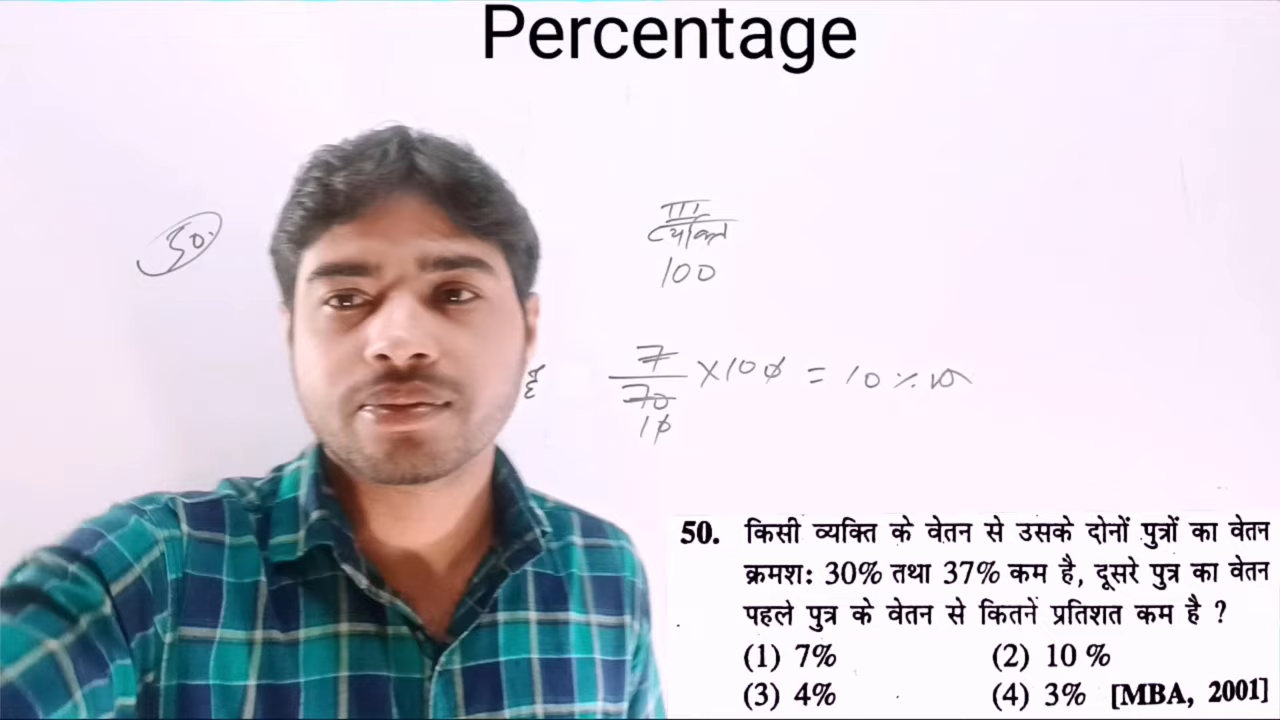 Percentage
50.
III
व्यक्ति
100
है
7/70 × 100 = 10 %
10
50. किसी व्यक्ति के वेतन से उसके दोनों पुत्रों का वेतन
क्रमश: 30% तथा 37% कम है, दूसरे पुत्र का वेतन
पहले पुत्र के वेतन से कितनें प्रतिशत कम है ?
(1) 7% (2) 10 %
(3) 4% (4) 3% [MBA, 2001]